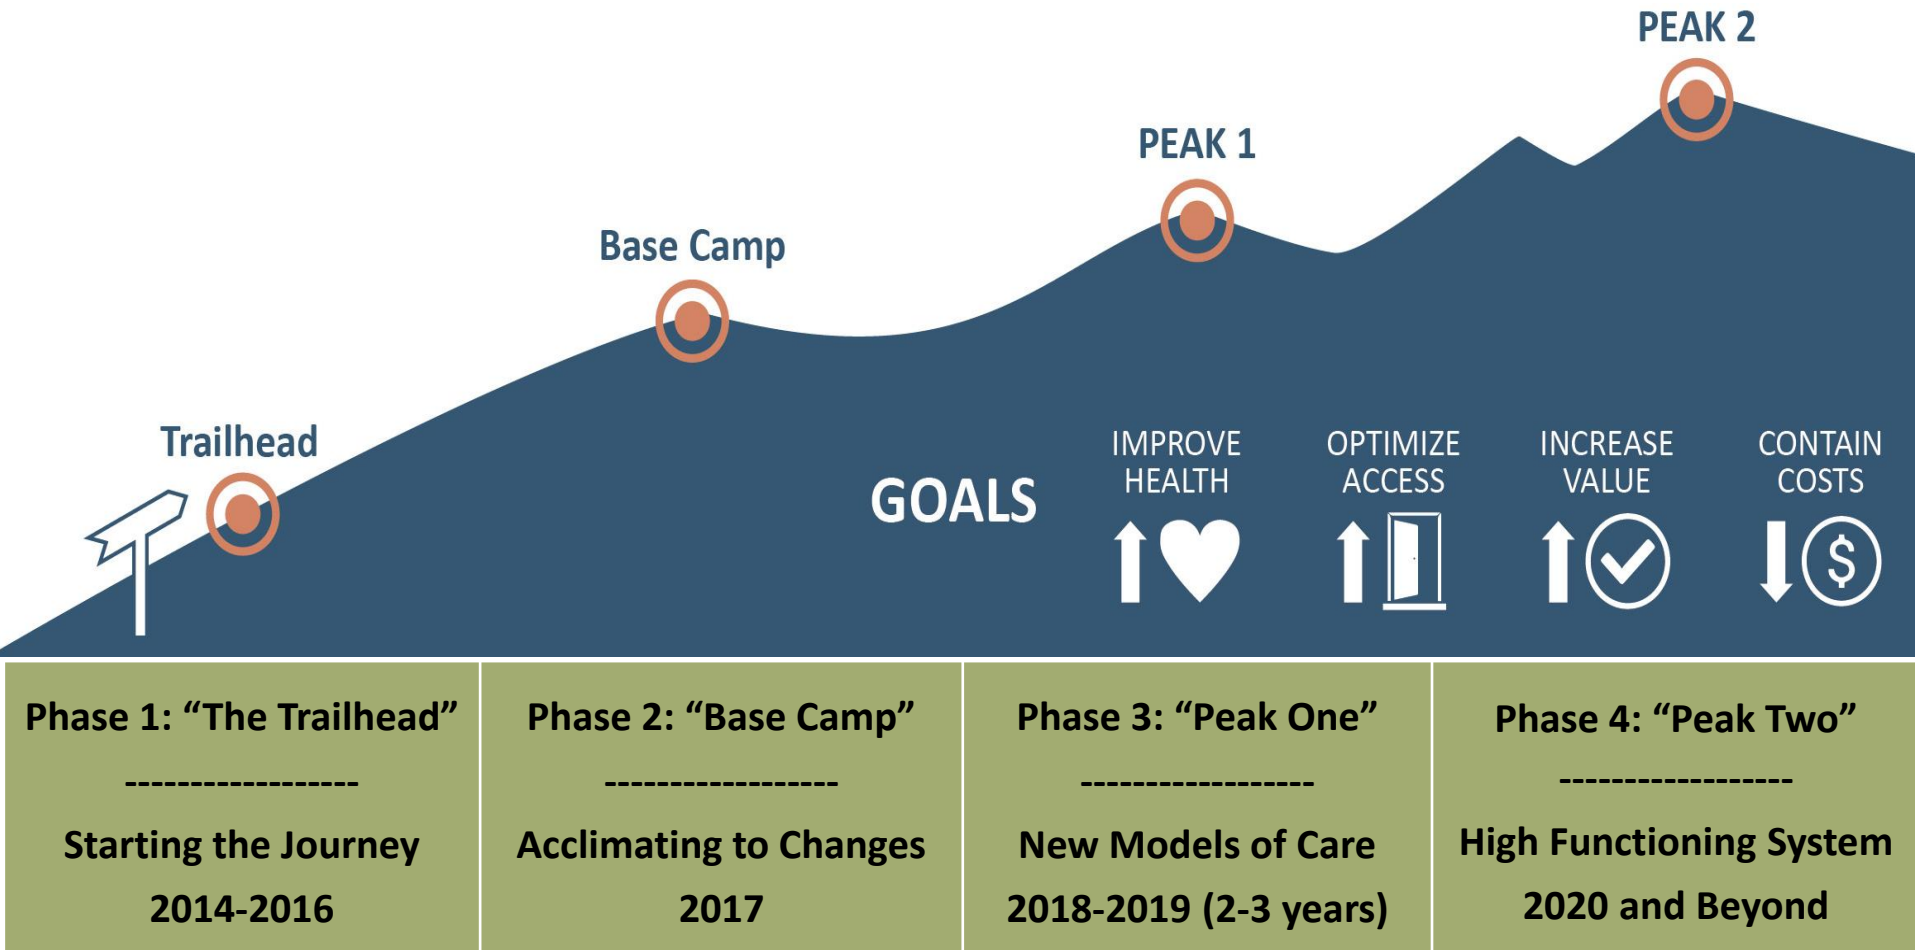 PEAK 2
PEAK 1
Base Camp
Trailhead
GOALS
IMPROVE
HEALTH
OPTIMIZE
ACCESS
INCREASE
VALUE
CONTAIN
COSTS
$
Phase 1: “The Trailhead”
------------------
Starting the Journey
2014-2016
Phase 2: “Base Camp”
------------------
Acclimating to Changes
2017
Phase 3: “Peak One”
------------------
New Models of Care
2018-2019 (2-3 years)
Phase 4: “Peak Two”
------------------
High Functioning System
2020 and Beyond